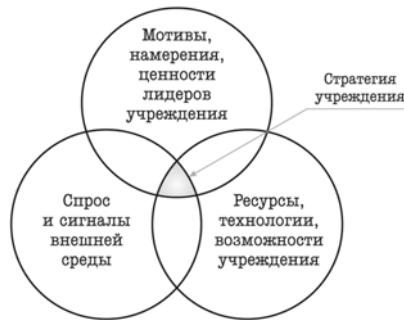 Мотивы,
намерения,
ценности
лидеров
учреждения
Стратегия
учреждения
Спрос
и сигналы
внешней
среды
Ресурсы,
технологии,
возможности
учреждения